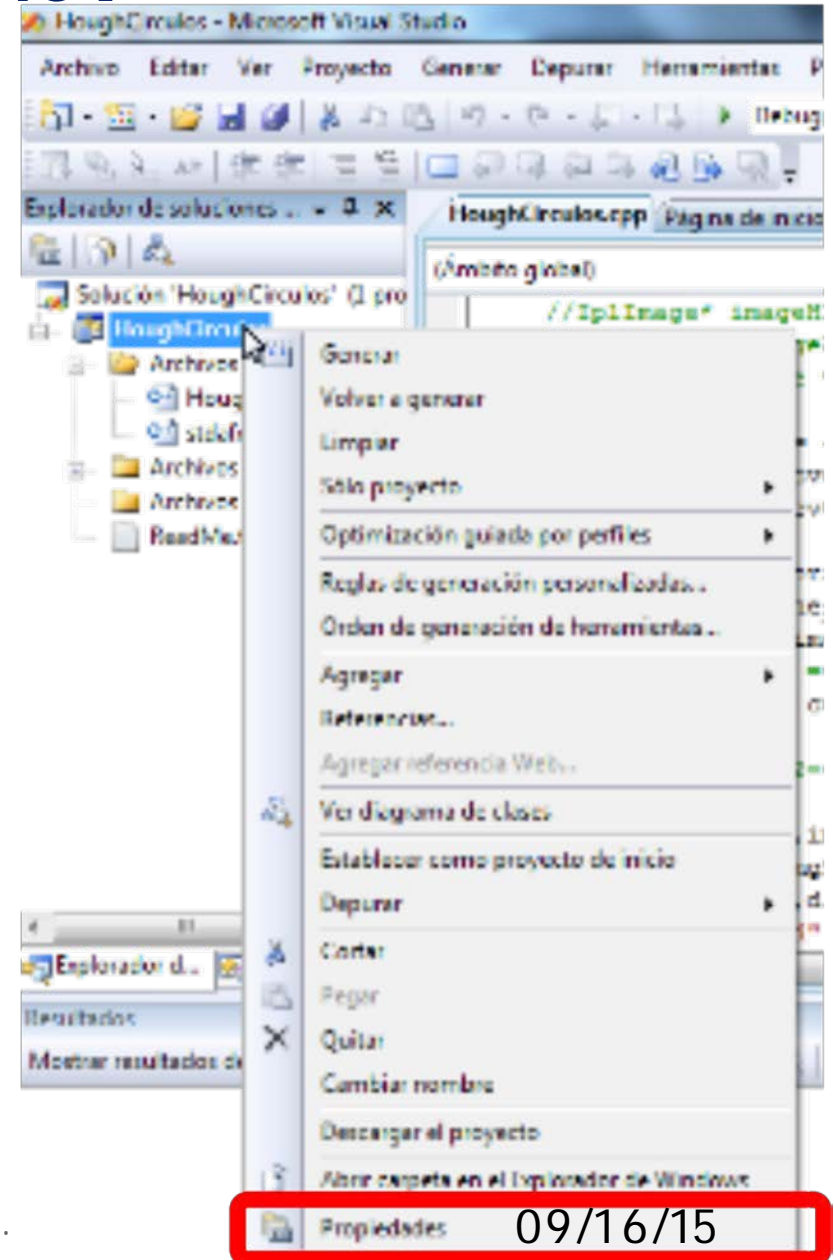 HoughCirculos - Microsoft Visual Studio
Archivo Editar Ver Proyecto Generar Depurar Herramientas P
Debug
Explorador de soluciones ...
HoughCirculos.cpp Página de inicio
(Ámbito global)
Solución 'HoughCirculos' (1 pro
//IplImage* imageH
HoughCirculos
Archivos
Houg
stdafx
Archivos
Archivos
ReadMe.
Generar
Volver a generar
Limpiar
Sólo proyecto
Optimización guiada por perfiles
Reglas de generación personalizadas...
Orden de generación de herramientas...
Agregar
Referencias...
Agregar referencia Web...
Ver diagrama de clases
Establecer como proyecto de inicio
Depurar
Cortar
Pegar
Quitar
Cambiar nombre
Descargar el proyecto
Abrir carpeta en el Explorador de Windows
Propiedades 09/16/15
Explorador d...
Resultados
Mostrar resultados de